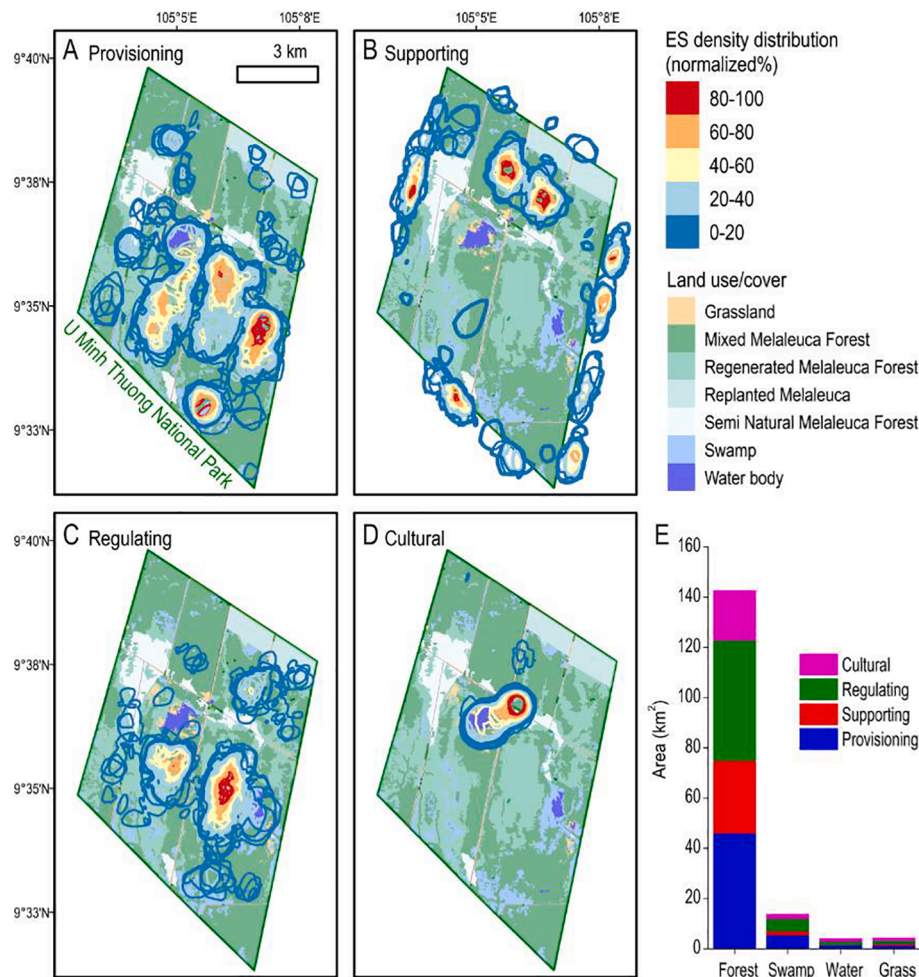 105°5'E 105°8'E 105°5'E 105°8'E
9°40'N
9°38'N
9°35'N
9°33'N
A Provisioning
3 km
U Minh Thuong National Park
B Supporting
ES density distribution
(normalized%)
80-100
60-80
40-60
20-40
0-20
Land use/cover
Grassland
Mixed Melaleuca Forest
Regenerated Melaleuca Forest
Replanted Melaleuca
Semi Natural Melaleuca Forest
Swamp
Water body
9°40'N
9°38'N
9°35'N
9°33'N
C Regulating
D Cultural
E
160
140
120
100
80
60
40
20
0
Area (km²)
Cultural
Regulating
Supporting
Provisioning
Forest Swamp Water Grass